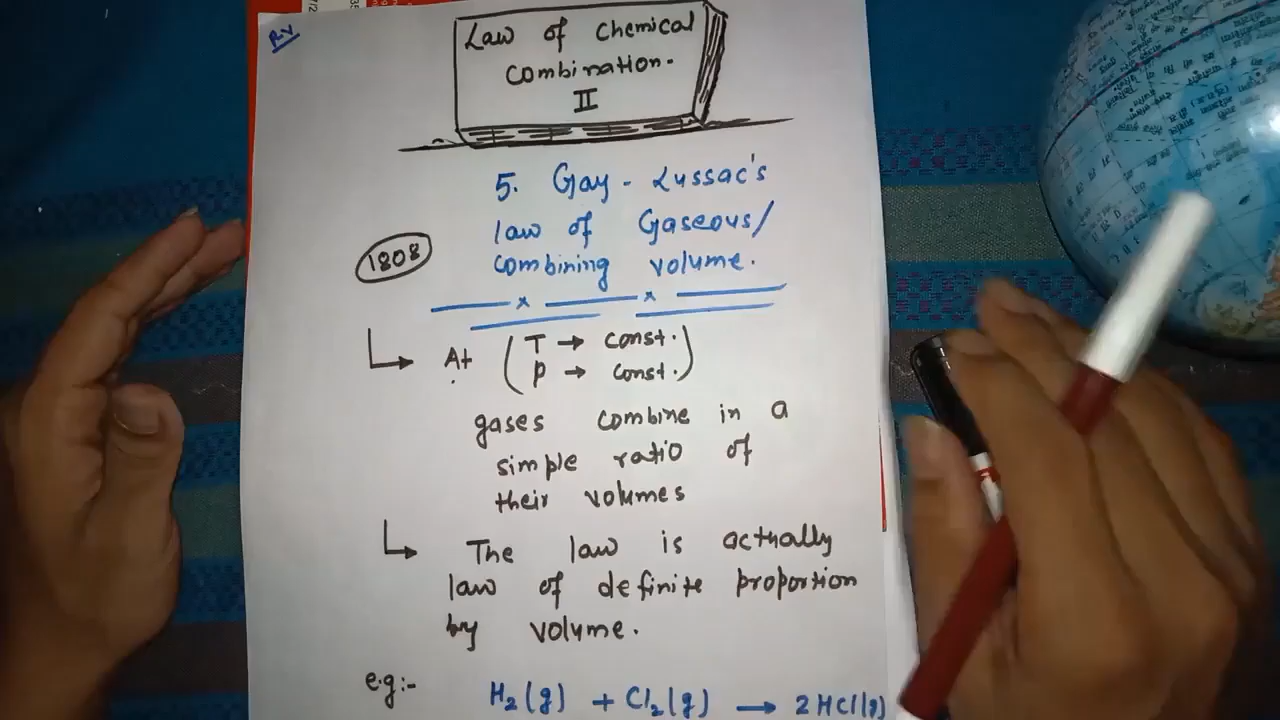 RV
Law of Chemical
Combination.
II
5. Gay-Lussac's
law of Gaseous/
combining volume.
1808
At ( T → const.
P → const. )
gases combine in a
simple ratio of
their volumes
The law is actually
law of definite proportion
by volume.
e.g:-
H₂(g) + Cl₂(g) → 2HCl(g)